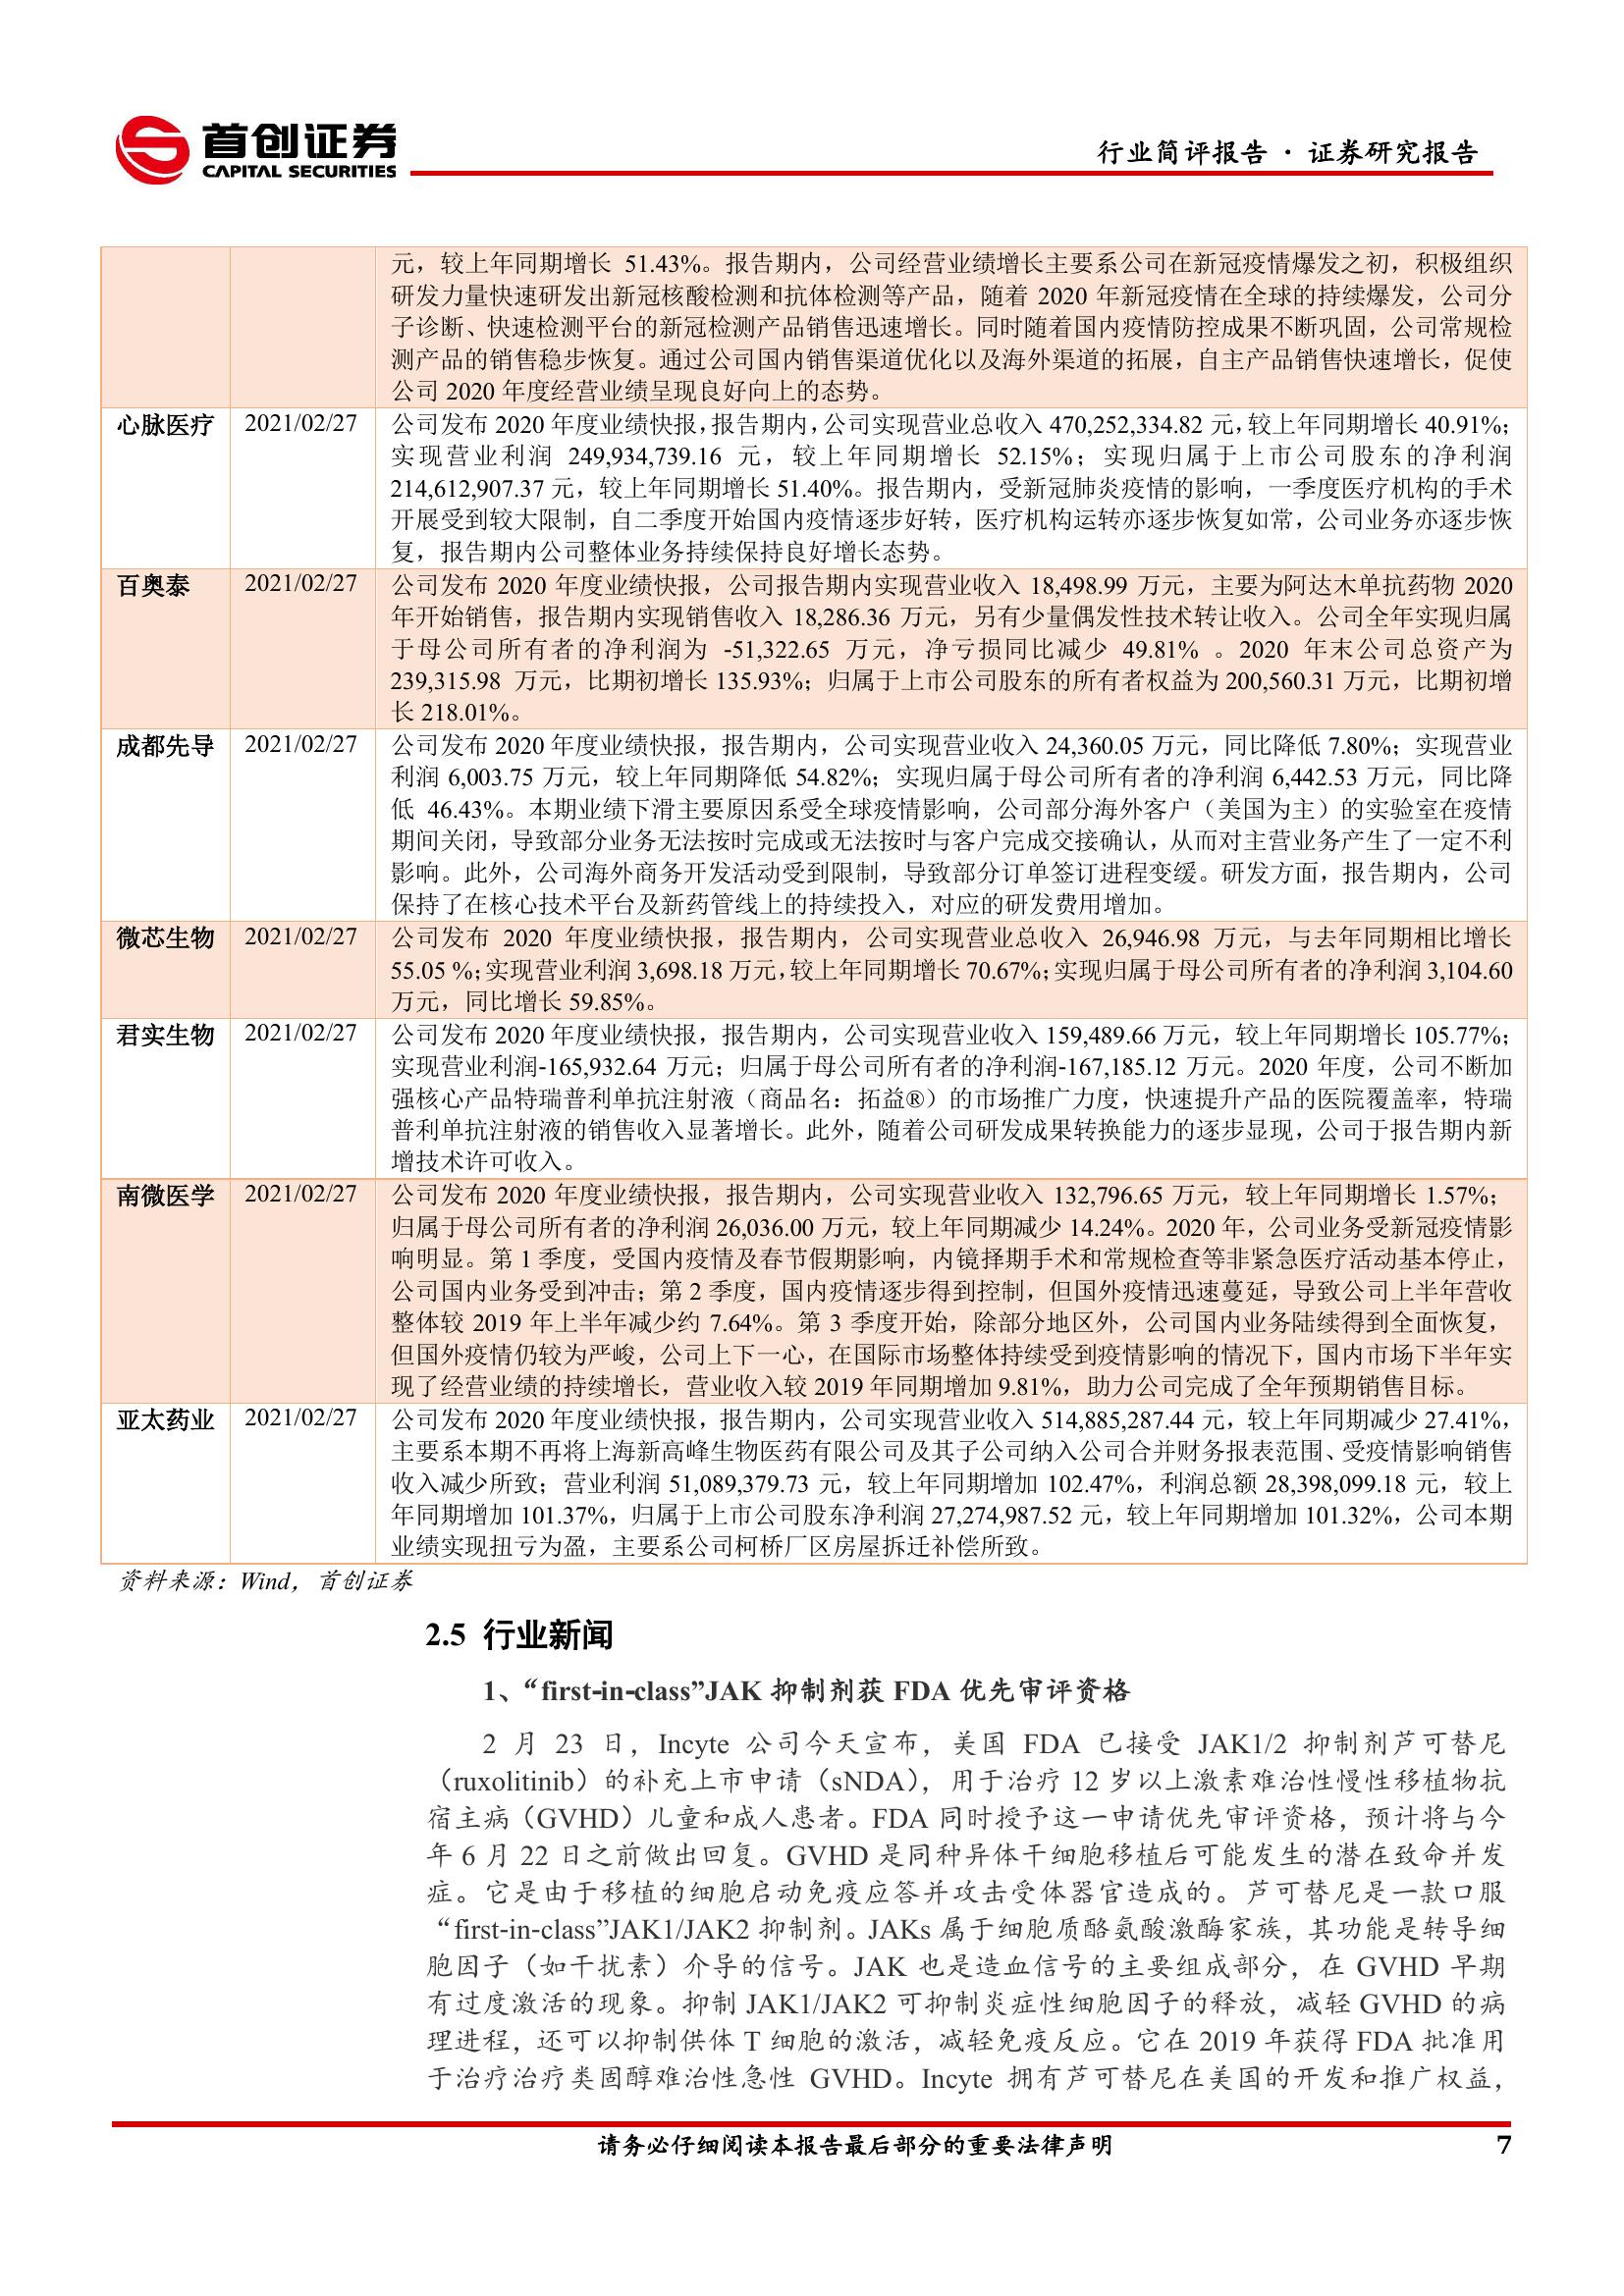 首创证券
CAPITAL SECURITIES
行业简评报告 · 证券研究报告
元，较上年同期增长 51.43%。报告期内，公司经营业绩增长主要系公司在新冠疫情爆发之初，积极组织
研发力量快速研发出新冠核酸检测和抗体检测等产品，随着 2020 年新冠疫情在全球的持续爆发，公司分
子诊断、快速检测平台的新冠检测产品销售迅速增长。同时随着国内疫情防控成果不断巩固，公司常规检
测产品的销售稳步恢复。通过公司国内销售渠道优化以及海外渠道的拓展，自主产品销售快速增长，促使
公司 2020 年度经营业绩呈现良好向上的态势。
心脉医疗 2021/02/27 公司发布 2020 年度业绩快报，报告期内，公司实现营业总收入 470,252,334.82 元，较上年同期增长 40.91%；
实现营业利润 249,934,739.16 元，较上年同期增长 52.15%；实现归属于上市公司股东的净利润
214,612,907.37 元，较上年同期增长 51.40%。报告期内，受新冠肺炎疫情的影响，一季度医疗机构的手术
开展受到较大限制，自二季度开始国内疫情逐步好转，医疗机构运转亦逐步恢复如常，公司业务亦逐步恢
复，报告期内公司整体业务持续保持良好增长态势。
百奥泰 2021/02/27 公司发布 2020 年度业绩快报，公司报告期内实现营业收入 18,498.99 万元，主要为阿达木单抗药物 2020
年开始销售，报告期内实现销售收入 18,286.36 万元，另有少量偶发性技术转让收入。公司全年实现归属
于母公司所有者的净利润为 -51,322.65 万元，净亏损同比减少 49.81% 。2020 年末公司总资产为
239,315.98 万元，比期初增长 135.93%；归属于上市公司股东的所有者权益为 200,560.31 万元，比期初增
长 218.01%。
成都先导 2021/02/27 公司发布 2020 年度业绩快报，报告期内，公司实现营业收入 24,360.05 万元，同比降低 7.80%；实现营业
利润 6,003.75 万元，较上年同期降低 54.82%；实现归属于母公司所有者的净利润 6,442.53 万元，同比降
低 46.43%。本期业绩下滑主要原因系受全球疫情影响，公司部分海外客户（美国为主）的实验室在疫情
期间关闭，导致部分业务无法按时完成或无法按时与客户完成交接确认，从而对主营业务产生了一定不利
影响。此外，公司海外商务开发活动受到限制，导致部分订单签订进程变缓。研发方面，报告期内，公司
保持了在核心技术平台及新药管线上的持续投入，对应的研发费用增加。
微芯生物 2021/02/27 公司发布 2020 年度业绩快报，报告期内，公司实现营业总收入 26,946.98 万元，与去年同期相比增长
55.05 %；实现营业利润 3,698.18 万元，较上年同期增长 70.67%；实现归属于母公司所有者的净利润 3,104.60
万元，同比增长 59.85%。
君实生物 2021/02/27 公司发布 2020 年度业绩快报，报告期内，公司实现营业收入 159,489.66 万元，较上年同期增长 105.77%；
实现营业利润-165,932.64 万元；归属于母公司所有者的净利润-167,185.12 万元。2020 年度，公司不断加
强核心产品特瑞普利单抗注射液（商品名：拓益®）的市场推广力度，快速提升产品的医院覆盖率，特瑞
普利单抗注射液的销售收入显著增长。此外，随着公司研发成果转换能力的逐步显现，公司于报告期内新
增技术许可收入。
南微医学 2021/02/27 公司发布 2020 年度业绩快报，报告期内，公司实现营业收入 132,796.65 万元，较上年同期增长 1.57%；
归属于母公司所有者的净利润 26,036.00 万元，较上年同期减少 14.24%。2020 年，公司业务受新冠疫情影
响明显。第 1 季度，受国内疫情及春节假期影响，内镜择期手术和常规检查等非紧急医疗活动基本停止，
公司国内业务受到冲击；第 2 季度，国内疫情逐步得到控制，但国外疫情迅速蔓延，导致公司上半年营收
整体较 2019 年上半年减少约 7.64%。第 3 季度开始，除部分地区外，公司国内业务陆续得到全面恢复，
但国外疫情仍较为严峻，公司上下一心，在国际市场整体持续受到疫情影响的情况下，国内市场下半年实
现了经营业绩的持续增长，营业收入较 2019 年同期增加 9.81%，助力公司完成了全年预期销售目标。
亚太药业 2021/02/27 公司发布 2020 年度业绩快报，报告期内，公司实现营业收入 514,885,287.44 元，较上年同期减少 27.41%，
主要系本期不再将上海新高峰生物医药有限公司及其子公司纳入公司合并财务报表范围、受疫情影响销售
收入减少所致；营业利润 51,089,379.73 元，较上年同期增加 102.47%，利润总额 28,398,099.18 元，较上
年同期增加 101.37%，归属于上市公司股东净利润 27,274,987.52 元，较上年同期增加 101.32%，公司本期
业绩实现扭亏为盈，主要系公司柯桥厂区房屋拆迁补偿所致。
资料来源：Wind，首创证券
2.5 行业新闻
1、“first-in-class”JAK 抑制剂获 FDA 优先审评资格
2 月 23 日，Incyte 公司今天宣布，美国 FDA 已接受 JAK1/2 抑制剂芦可替尼
（ruxolitinib）的补充上市申请（sNDA），用于治疗 12 岁以上激素难治性慢性移植物抗
宿主病（GVHD）儿童和成人患者。FDA 同时授予这一申请优先审评资格，预计将与今
年 6 月 22 日之前做出回复。GVHD 是同种异体干细胞移植后可能发生的潜在致命并发
症。它是由于移植的细胞启动免疫应答并攻击受体器官造成的。芦可替尼是一款口服
“first-in-class”JAK1/JAK2 抑制剂。JAKs 属于细胞质酪氨酸激酶家族，其功能是转导细
胞因子（如干扰素）介导的信号。JAK 也是造血信号的主要组成部分，在 GVHD 早期
有过度激活的现象。抑制 JAK1/JAK2 可抑制炎症性细胞因子的释放，减轻 GVHD 的病
理进程，还可以抑制供体 T 细胞的激活，减轻免疫反应。它在 2019 年获得 FDA 批准用
于治疗治疗类固醇难治性急性 GVHD。Incyte 拥有芦可替尼在美国的开发和推广权益，
请务必仔细阅读本报告最后部分的重要法律声明 7